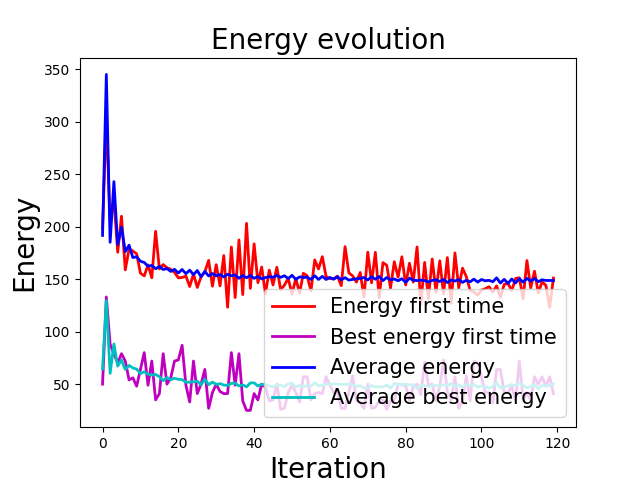 Energy evolution
350
300
250
200
150
100
50
Energy
Energy first time
Best energy first time
Average energy
Average best energy
0
20
40
60
80
100
120
Iteration